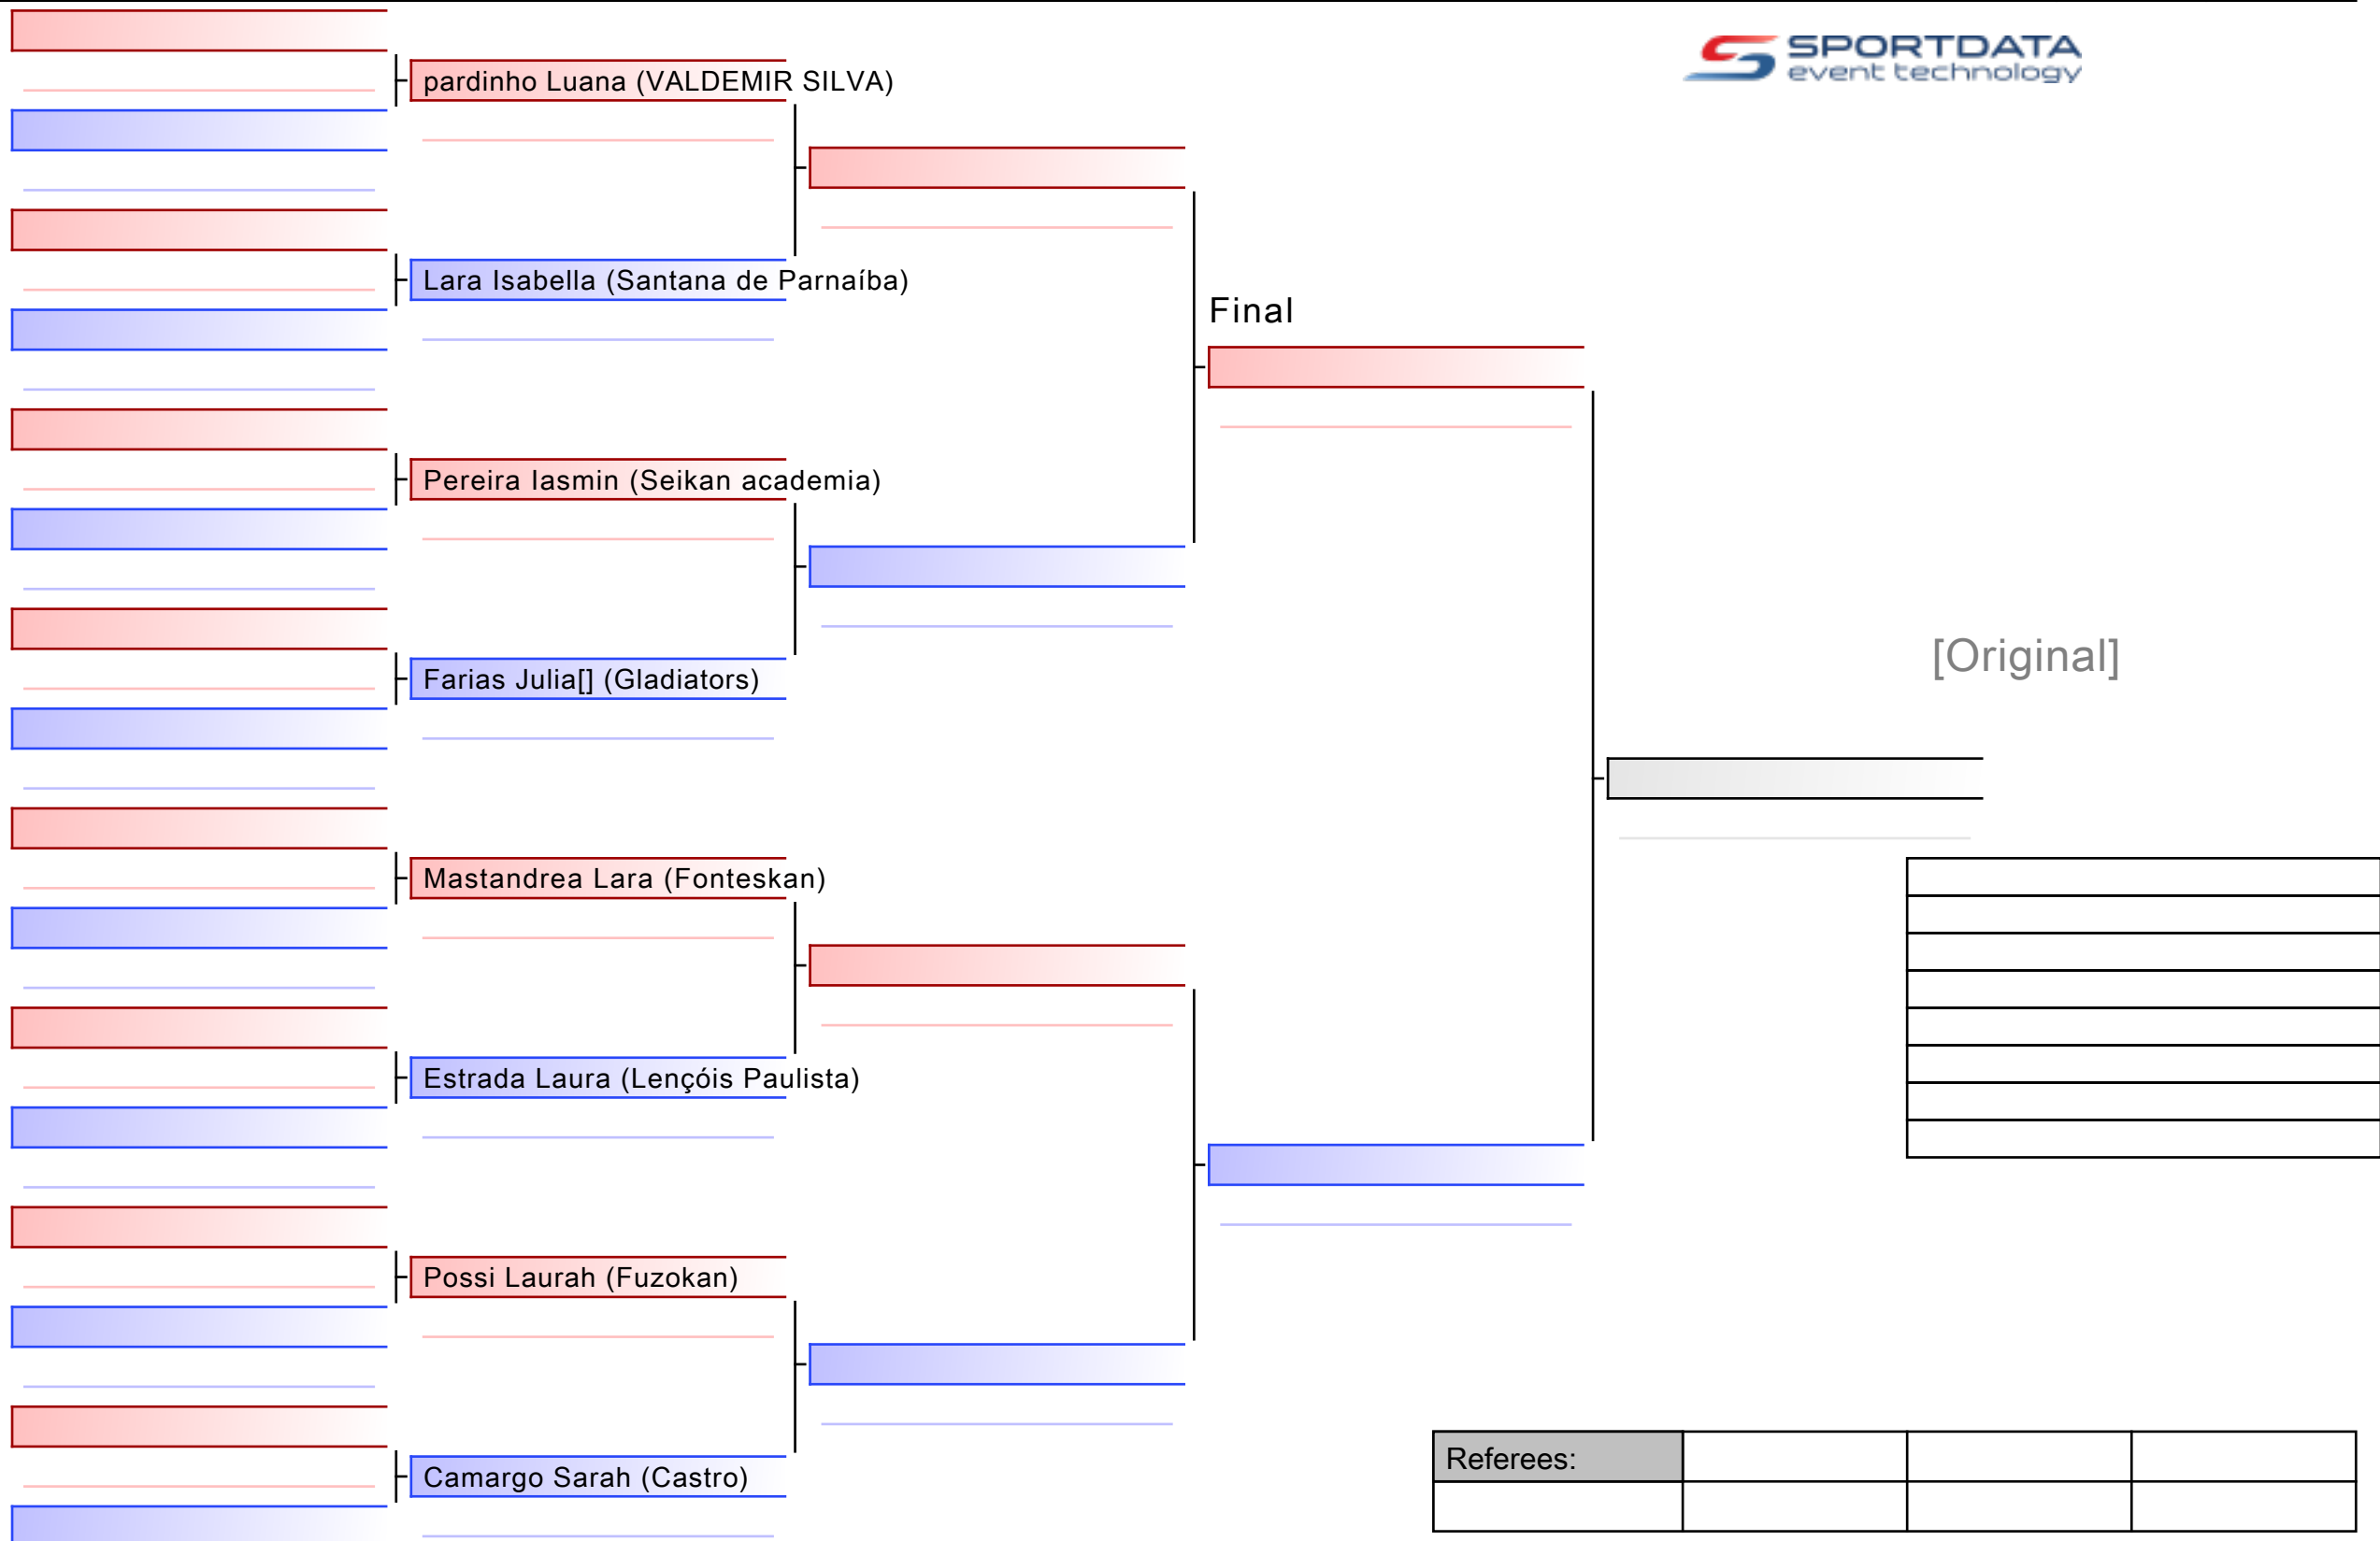 SPORTDATA
event technology
pardinho Luana (VALDEMIR SILVA)
Lara Isabella (Santana de Parnaíba)
Final
Pereira Iasmin (Seikan academia)
[Original]
Farias Julia[] (Gladiators)
Mastandrea Lara (Fonteskan)
Estrada Laura (Lençóis Paulista)
Possi Laurah (Fuzokan)
Referees:
Camargo Sarah (Castro)